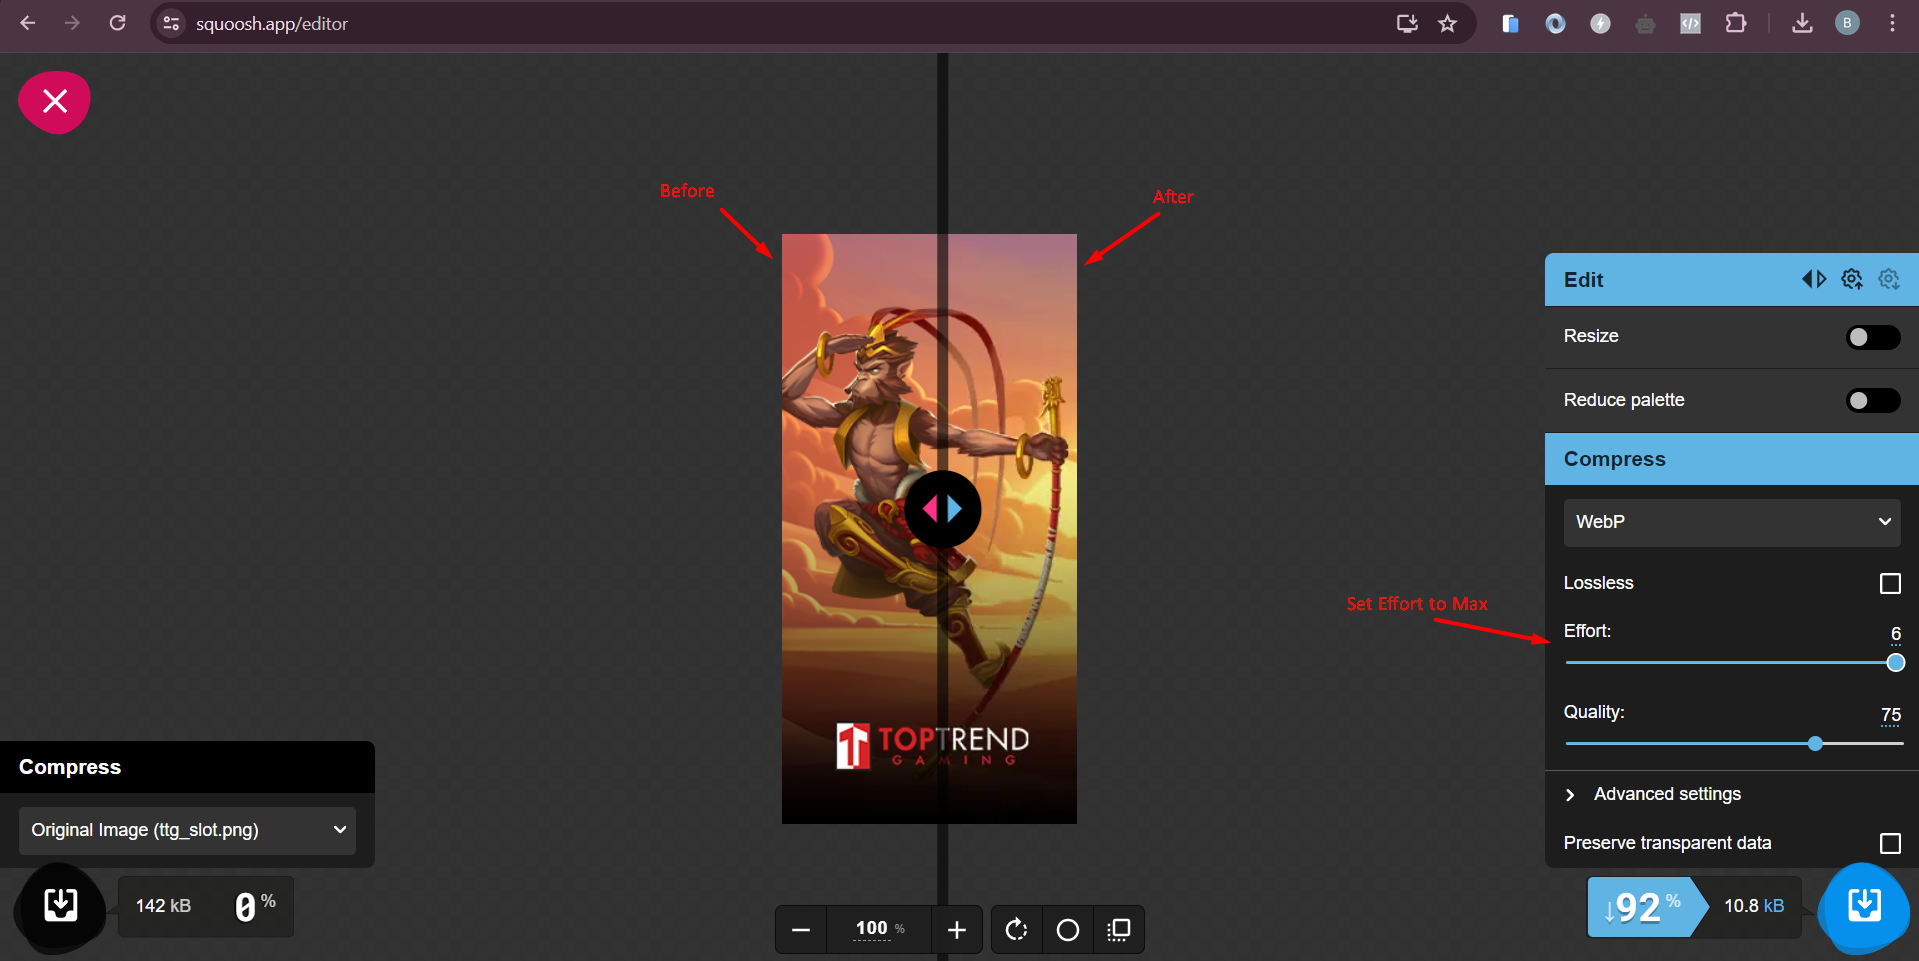 squoosh.app/editor
B
Before
After
Edit
Resize
Reduce palette
Compress
WebP
Lossless
Set Effort to Max
Effort:
6
Quality:
75
TOPTREND
GAMING
Compress
Original Image (ttg_slot.png)
Advanced settings
Preserve transparent data
142 kB
0 %
100 %
↓92 %
10.8 kB